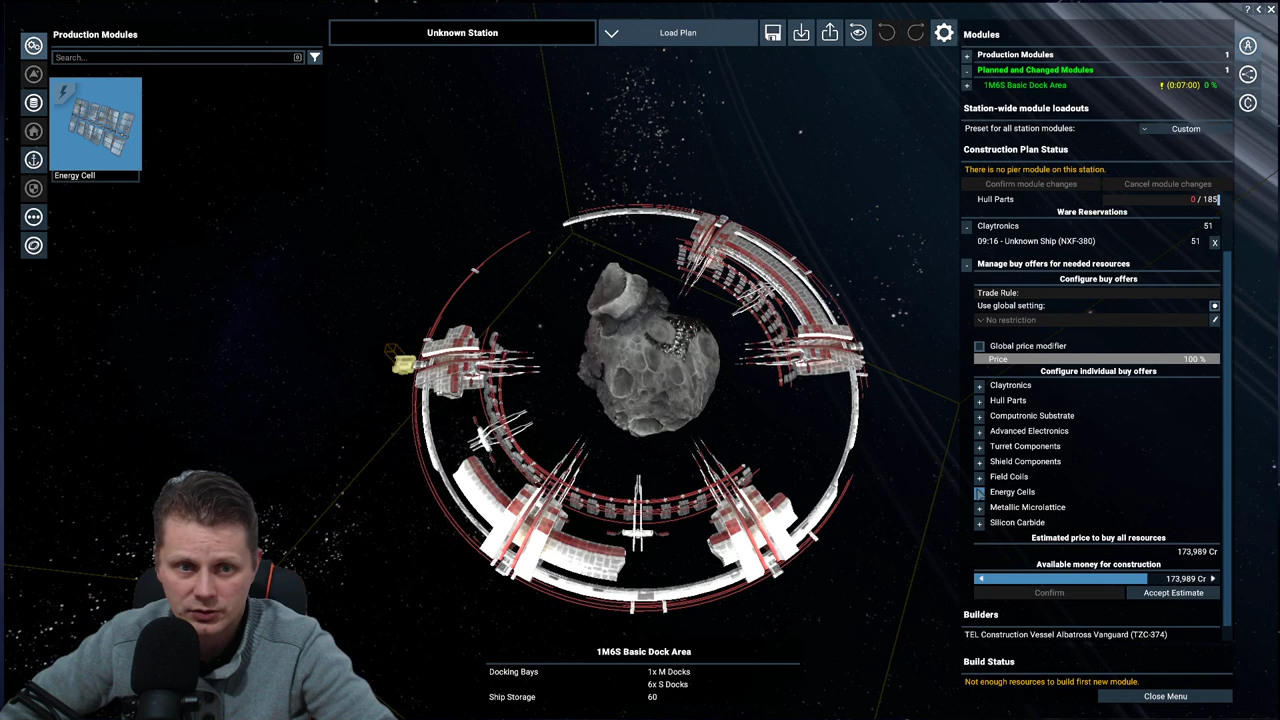 Production Modules
Search...
Energy Cell
Unknown Station
Load Plan
?
Modules
Production Modules 1
Planned and Changed Modules 1
1M6S Basic Dock Area ! (0:07:00) 0 %
Station-wide module loadouts
Preset for all station modules: Custom
Construction Plan Status
There is no pier module on this station.
Confirm module changes Cancel module changes
Hull Parts 0 / 185
Ware Reservations
Claytronics 51
09:16 - Unknown Ship (NXF-380) 51 X
Manage buy offers for needed resources
Configure buy offers
Trade Rule:
Use global setting:
No restriction
Global price modifier
Price 100 %
Configure individual buy offers
Claytronics
Hull Parts
Computronic Substrate
Advanced Electronics
Turret Components
Shield Components
Field Coils
Energy Cells
Metallic Microlattice
Silicon Carbide
Estimated price to buy all resources
173,989 Cr
Available money for construction
173,989 Cr
Confirm Accept Estimate
Builders
TEL Construction Vessel Albatross Vanguard (TZC-374)
Build Status
Not enough resources to build first new module.
Close Menu
1M6S Basic Dock Area
Docking Bays 1x M Docks
6x S Docks
Ship Storage 60